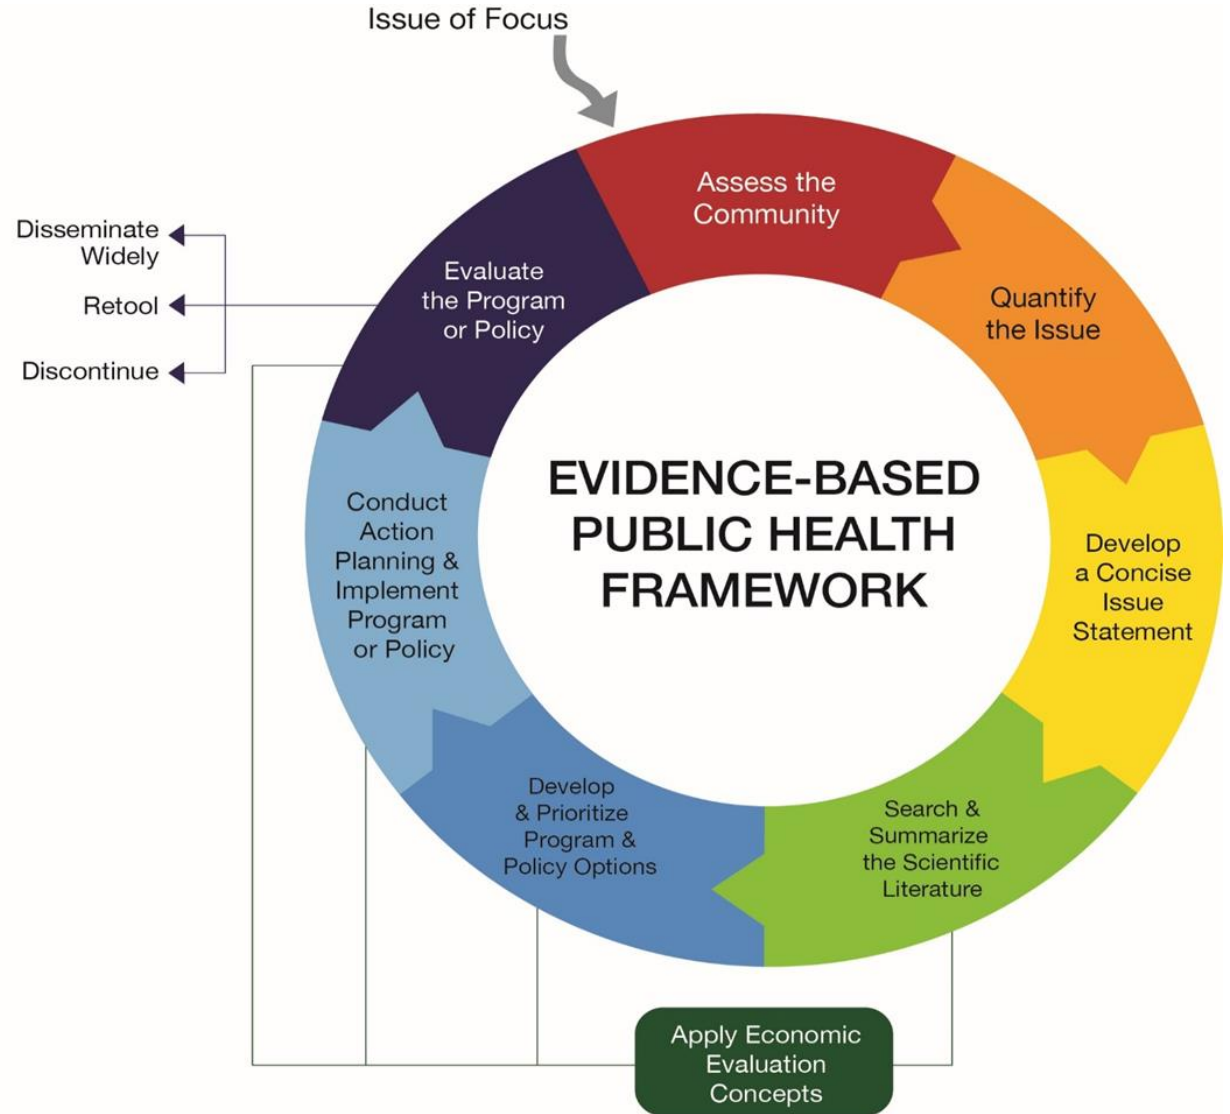 Issue of Focus
Assess the
Community
Quantify
the Issue
Develop
a Concise
Issue
Statement
Search &
Summarize
the Scientific
Literature
Develop
& Prioritize
Program &
Policy Options
Conduct
Action
Planning &
Implement
Program
or Policy
Evaluate
the Program
or Policy
Disseminate
Widely
Retool
Discontinue
EVIDENCE-BASED
PUBLIC HEALTH
FRAMEWORK
Apply Economic
Evaluation
Concepts